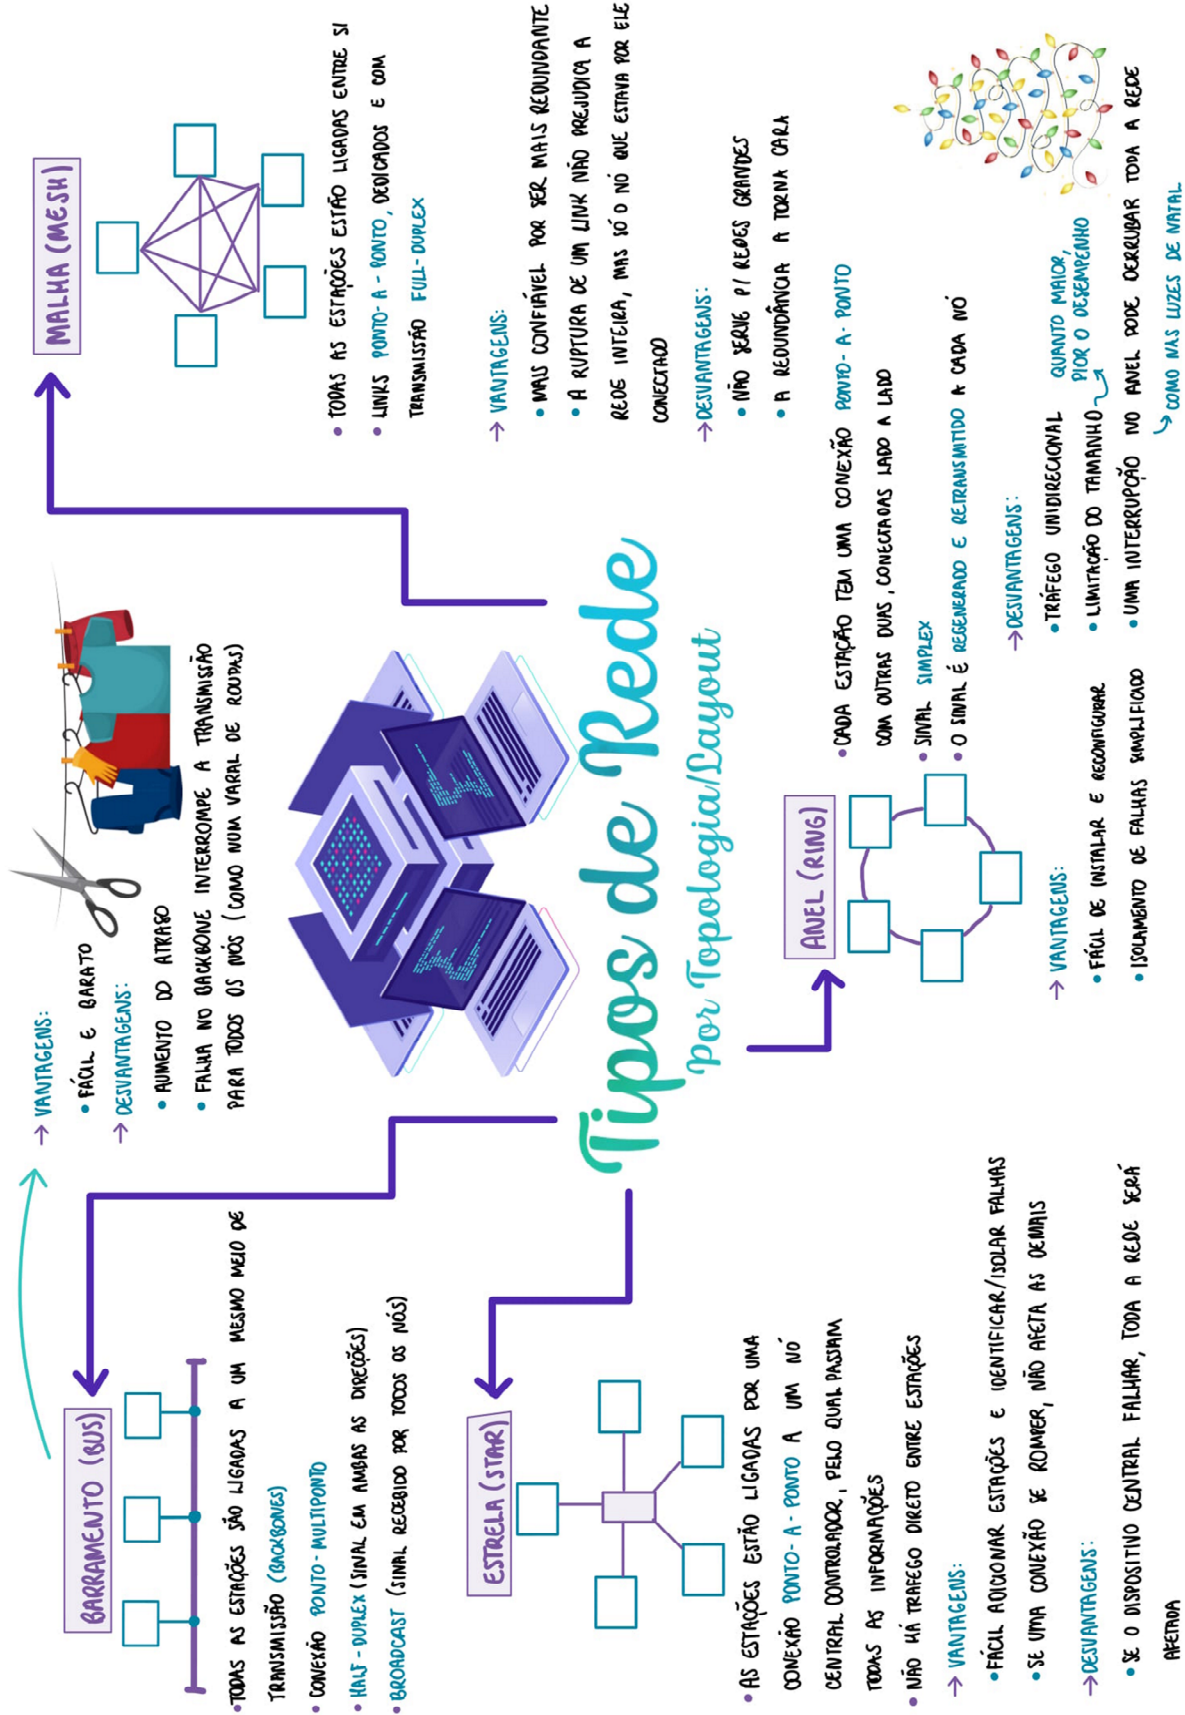 Tipos de Rede
Por Topologia/Layout
BARRAMENTO (BUS)
• TODAS AS ESTAÇÕES SÃO LIGADAS A UM MESMO MEIO DE
TRANSMISSÃO (BACKBONES)
• CONEXÃO PONTO-MULTIPONTO
• HALF-DUPLEX (SINAL EM AMBAS AS DIREÇÕES)
• BROADCAST (SINAL RECEBIDO POR TODOS OS NÓS)
→ VANTAGENS:
• FÁCIL E BARATO
→ DESVANTAGENS:
• AUMENTO DO ATRASO
• FALHA NO BACKBONE INTERROMPE A TRANSMISSÃO
PARA TODOS OS NÓS (COMO NUM VARAL DE ROUPAS)
MALHA (MESH)
• TODAS AS ESTAÇÕES ESTÃO LIGADAS ENTRE SI
• LINKS PONTO-A-PONTO, DEDICADOS E COM
TRANSMISSÃO FULL-DUPLEX
→ VANTAGENS:
• MAIS CONFIÁVEL POR SER MAIS REDUNDANTE
• A RUPTURA DE UM LINK NÃO PREJUDICA A
REDE INTEIRA, MAS SÓ O NÓ QUE ESTAVA POR ELE
CONECTADO
→ DESVANTAGENS:
• NÃO SERVE P/ REDES GRANDES
• A REDUNDÂNCIA A TORNA CARA
ESTRELA (STAR)
• AS ESTAÇÕES ESTÃO LIGADAS POR UMA
CONEXÃO PONTO-A-PONTO A UM NÓ
CENTRAL CONTROLADOR, PELO QUAL PASSAM
TODAS AS INFORMAÇÕES
• NÃO HÁ TRAFEGO DIRETO ENTRE ESTAÇÕES
→ VANTAGENS:
• FÁCIL ADICIONAR ESTAÇÕES E IDENTIFICAR/ISOLAR FALHAS
• SE UMA CONEXÃO SE ROMPER, NÃO AFETA AS DEMAIS
→ DESVANTAGENS:
• SE O DISPOSITIVO CENTRAL FALHAR, TODA A REDE SERÁ
AFETADA
ANEL (RING)
• CADA ESTAÇÃO TEM UMA CONEXÃO PONTO-A-PONTO
COM OUTRAS DUAS, CONECTADAS LADO A LADO
• SINAL SIMPLEX
• O SINAL É REGENERADO E RETRANSMITIDO A CADA NÓ
→ VANTAGENS:
• FÁCIL DE INSTALAR E RECONFIGURAR
• ISOLAMENTO DE FALHAS SIMPLIFICADO
→ DESVANTAGENS:
• TRÁFEGO UNIDIRECIONAL
• LIMITAÇÃO DO TAMANHO
QUANTO MAIOR,
PIOR O DESEMPENHO
• UMA INTERRUPÇÃO NO ANEL PODE DERRUBAR TODA A REDE
COMO NAS LUZES DE NATAL